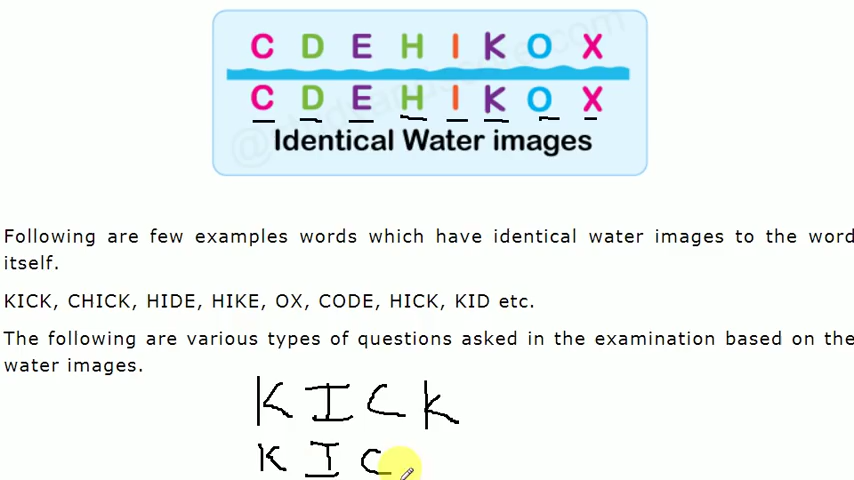 C D E H I K O X
C D E H I K O X
Identical Water images
Following are few examples words which have identical water images to the word
itself.
KICK, CHICK, HIDE, HIKE, OX, CODE, HICK, KID etc.
The following are various types of questions asked in the examination based on the
water images.
KICK
KIC